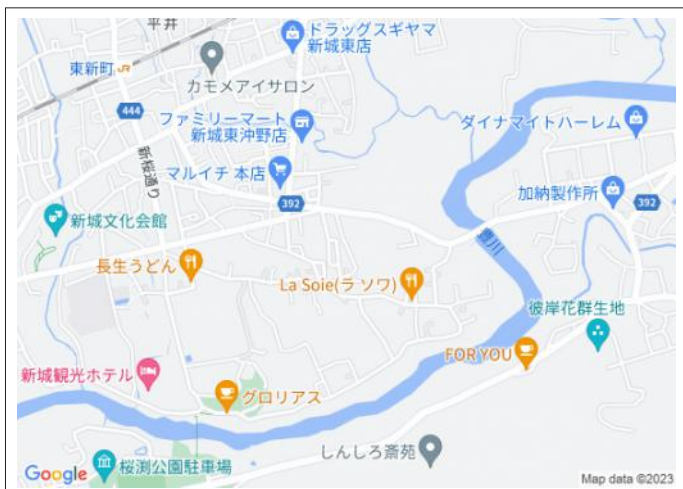 平井
ドラッグスギヤマ
新城東店
東新町
JR
カモメアイサロン
444
ファミリーマート
新城東沖野店
ダイナマイトハーレム
新桜通り
マルイチ 本店
加納製作所
392
392
新城文化会館
豊川
長生うどん
La Soie(ラ ソワ)
彼岸花群生地
FOR YOU
新城観光ホテル
グロリアス
しんしろ斎苑
桜渕公園駐車場
Google
Map data ©2023